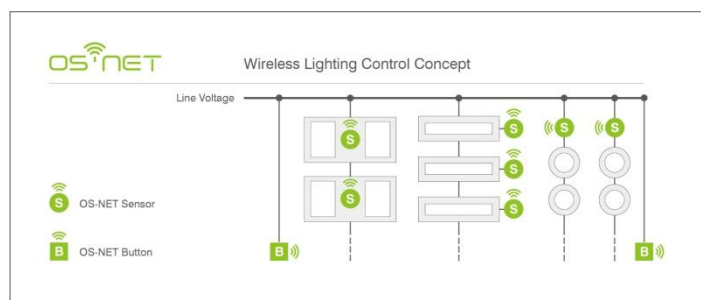 OS-NET
Wireless Lighting Control Concept
Line Voltage
S
S
S
S
S
S
S
S OS-NET Sensor
B OS-NET Button
B
B